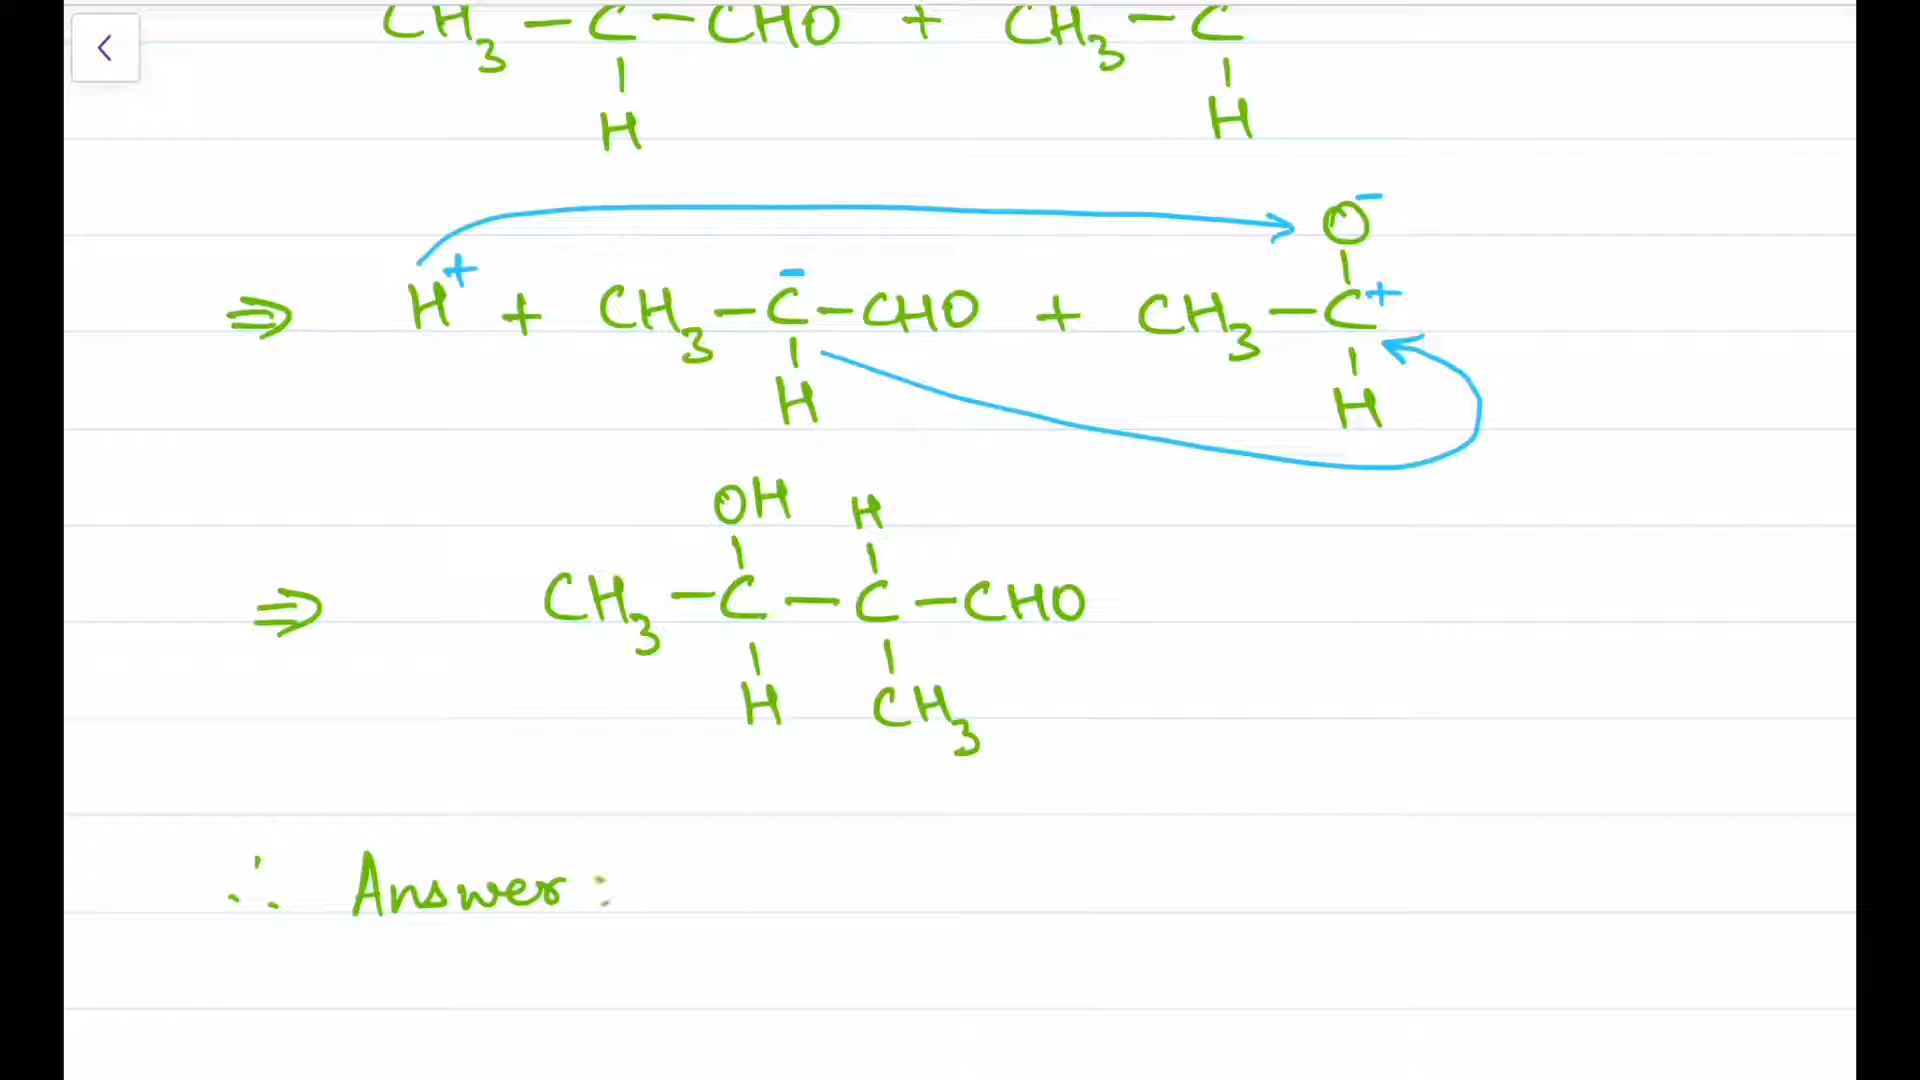 CH3 - C - CHO + CH3 - C
H H
O-
⇒ H+ + CH3 - C- - CHO + CH3 - C+
H H
OH H
⇒ CH3 - C - C - CHO
H CH3
∴ Answer :